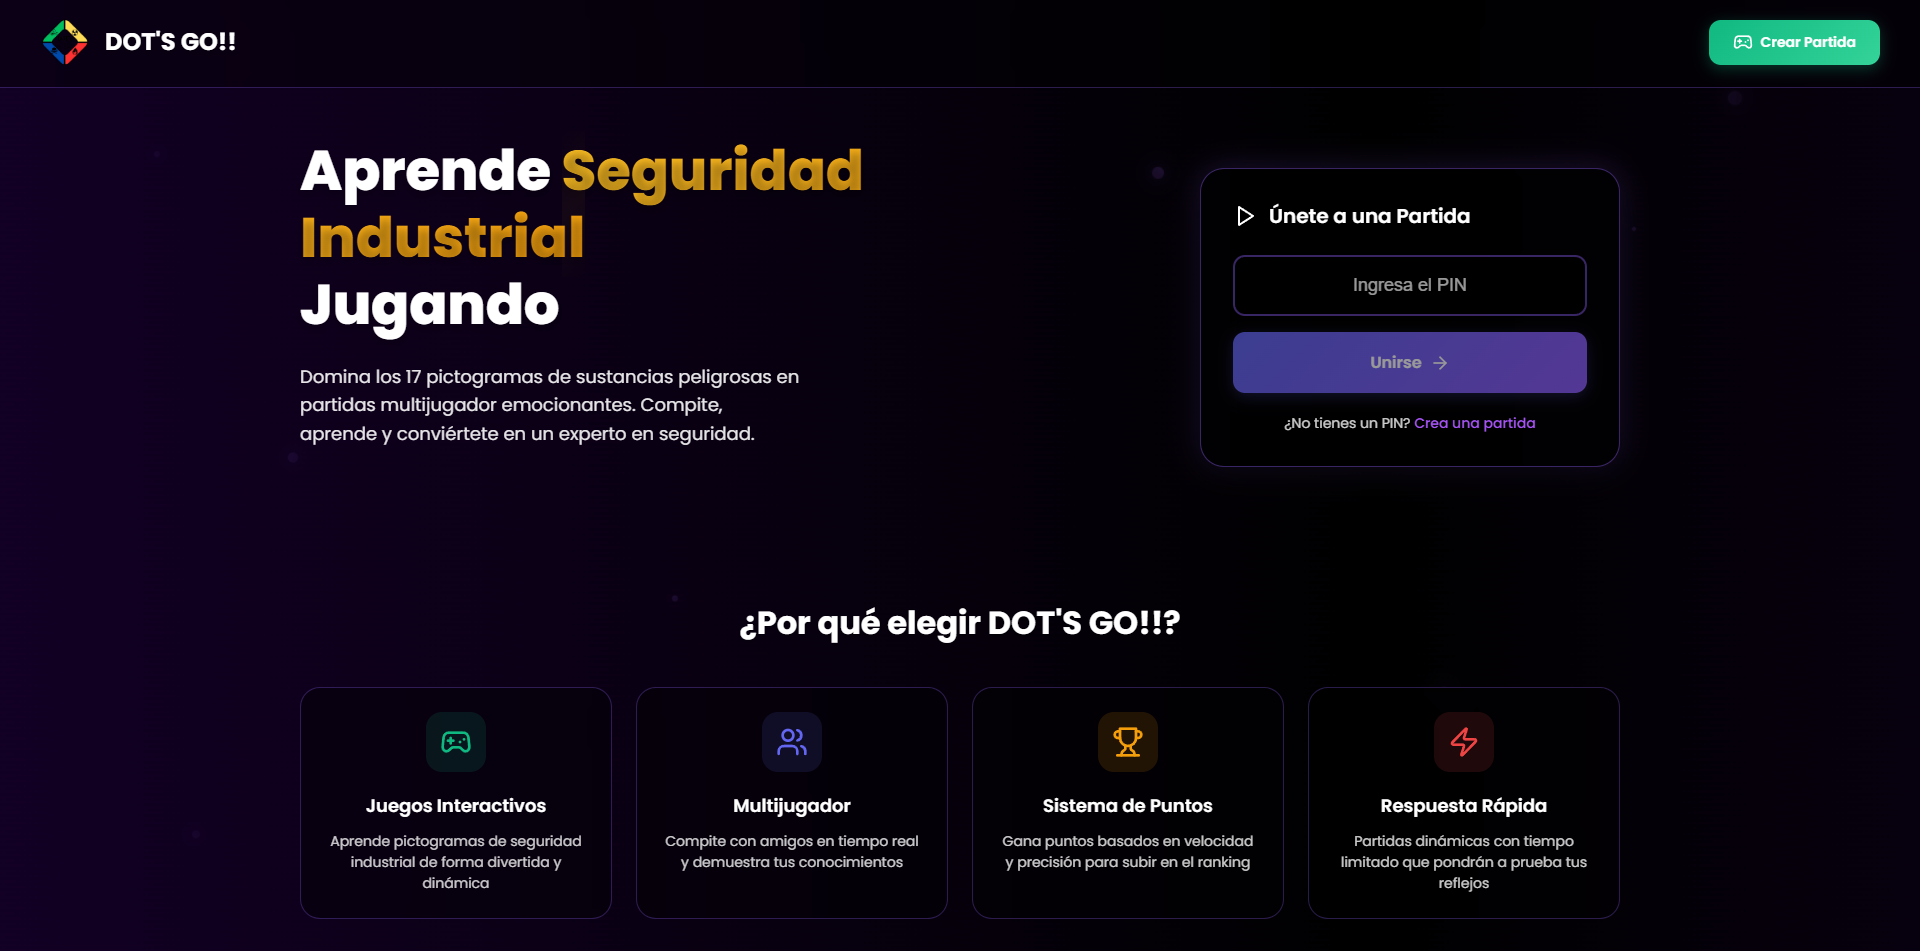 DOT'S GO!!
Crear Partida
Aprende Seguridad
Industrial
Jugando
Domina los 17 pictogramas de sustancias peligrosas en
partidas multijugador emocionantes. Compite,
aprende y conviértete en un experto en seguridad.
Únete a una Partida
Ingresa el PIN
Unirse
¿No tienes un PIN? Crea una partida
¿Por qué elegir DOT'S GO!!?
Juegos Interactivos
Aprende pictogramas de seguridad
industrial de forma divertida y
dinámica
Multijugador
Compite con amigos en tiempo real
y demuestra tus conocimientos
Sistema de Puntos
Gana puntos basados en velocidad
y precisión para subir en el ranking
Respuesta Rápida
Partidas dinámicas con tiempo
limitado que pondrán a prueba tus
reflejos